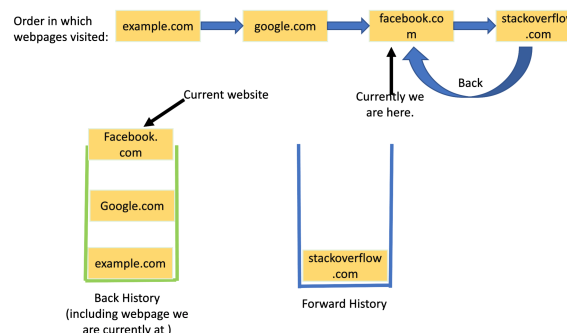 Order in which
webpages visited:
example.com
google.com
facebook.co
m
stackoverflow
.com
Back
Currently we
are here.
Current website
Facebook.
com
Google.com
example.com
stackoverflow
.com
Back History
(including webpage we
are currently at )
Forward History